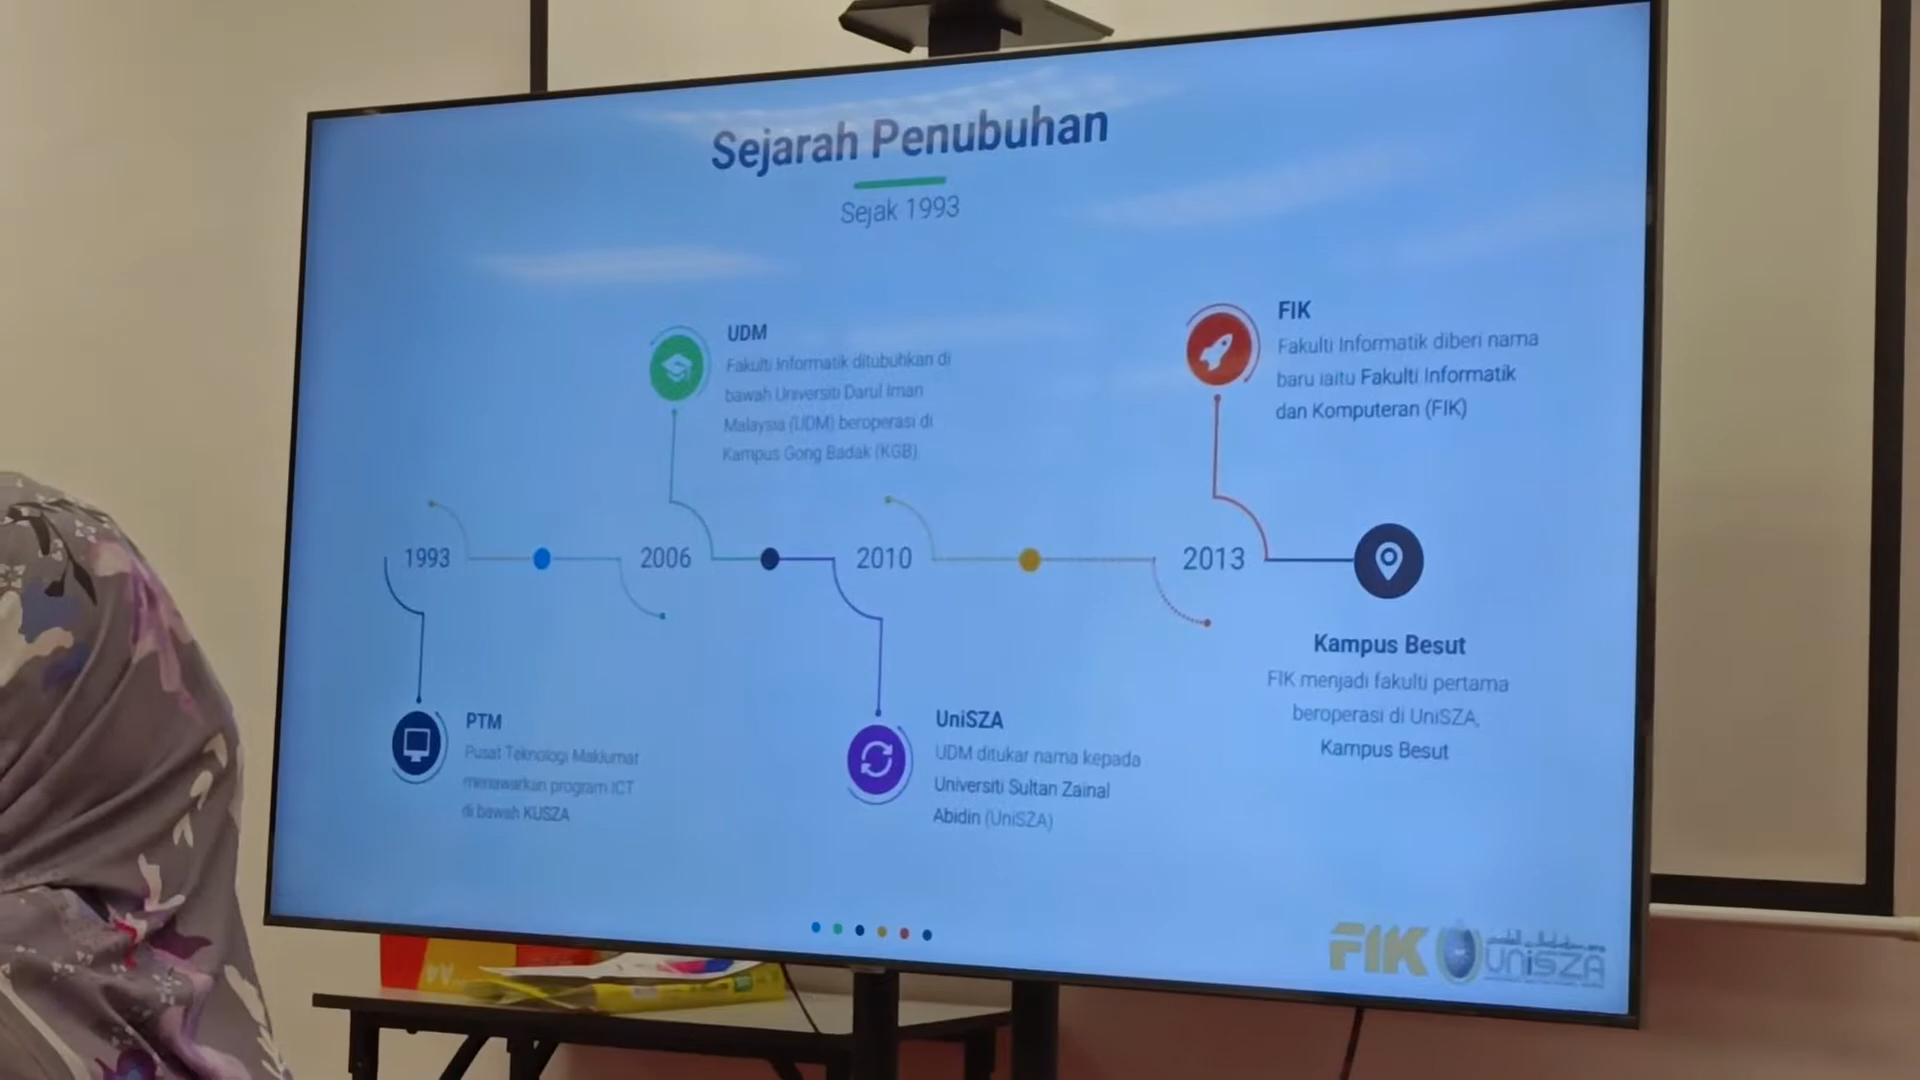 Sejarah Penubuhan
Sejak 1993
UDM
Fakulti Informatik ditubuhkan di
bawah Universiti Darul Iman
Malaysia (UDM) beroperasi di
Kampus Gong Badak (KGB)
FIK
Fakulti Informatik diberi nama
baru iaitu Fakulti Informatik
dan Komputeran (FIK)
1993
2006
2010
2013
PTM
Pusat Teknologi Maklumat
menawarkan program ICT
di bawah KUSZA
UniSZA
UDM ditukar nama kepada
Universiti Sultan Zainal
Abidin (UniSZA)
Kampus Besut
FIK menjadi fakulti pertama
beroperasi di UniSZA,
Kampus Besut
FIK
UniSZA